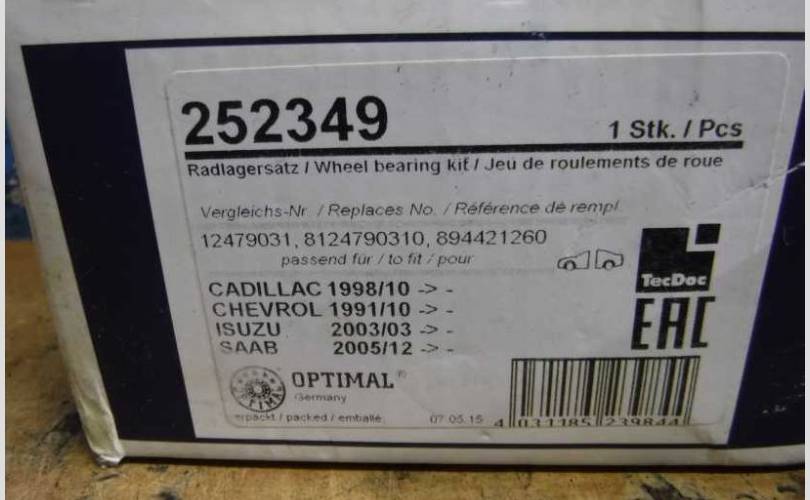 252349
1 Stk. / Pcs
Radlagersatz / Wheel bearing kit / Jeu de roulements de roue
Vergleichs-Nr. / Replaces No. / Référence de rempl.
12479031, 8124790310, 894421260
passend für / to fit / pour
CADILLAC 1998/10 -> -
CHEVROL 1991/10 -> -
ISUZU 2003/03 -> -
SAAB 2005/12 -> -
TecDoc
EAC
OPTIMAL®
Germany
verpackt / packed / emballé
07.05.15
4 031185 239844